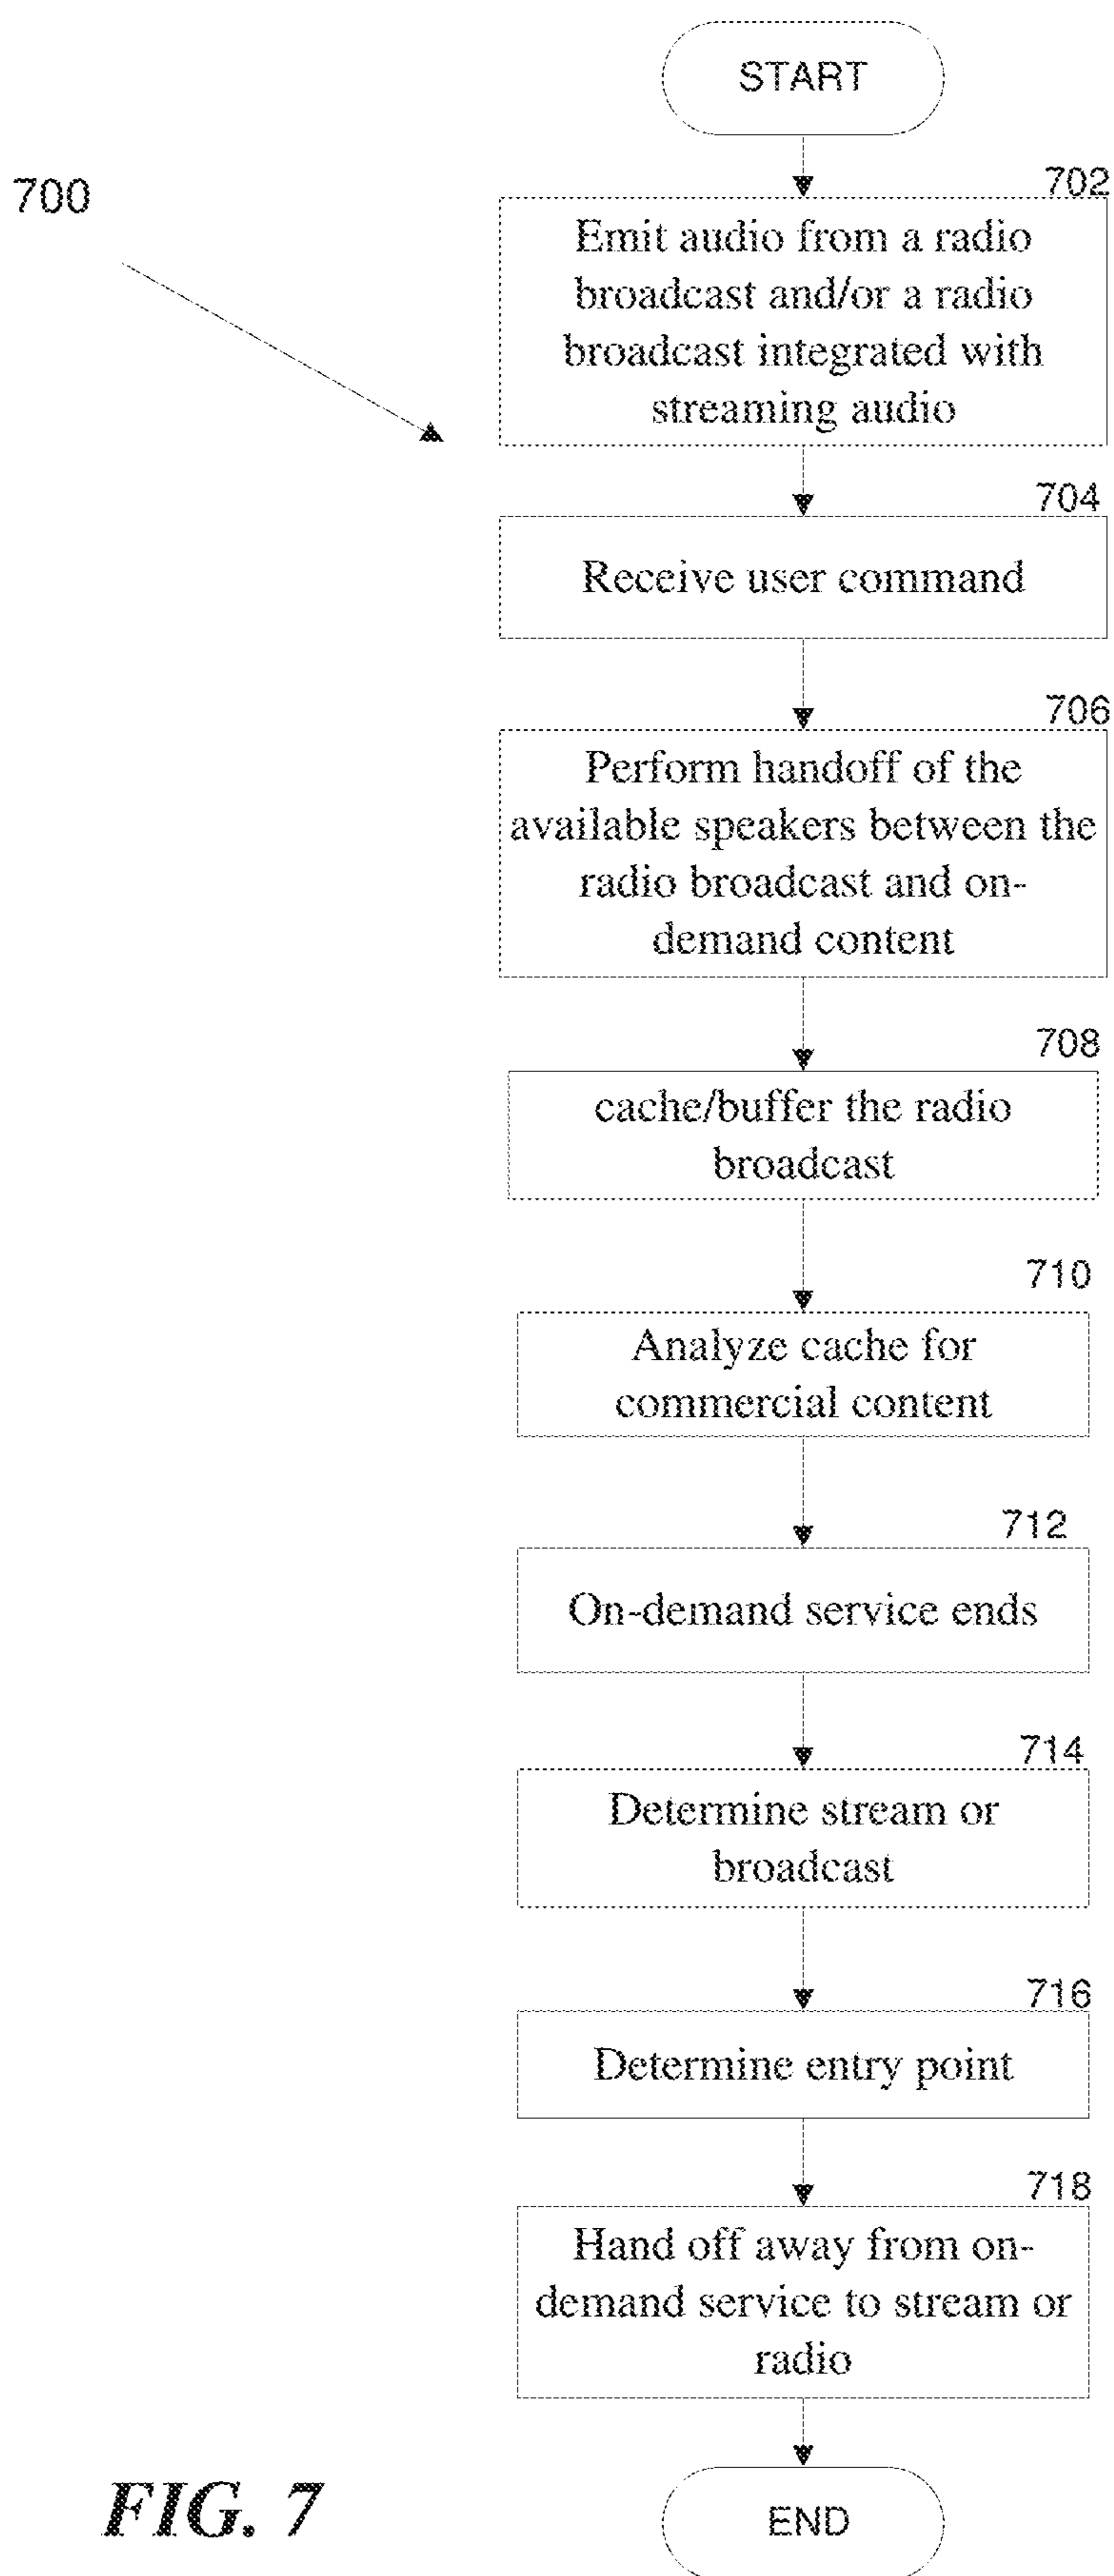 START
700
702
Emit audio from a radio
broadcast and/or a radio
broadcast integrated with
streaming audio
704
Receive user command
706
Perform handoff of the
available speakers between the
radio broadcast and on-
demand content
708
cache/buffer the radio
broadcast
710
Analyze cache for
commercial content
712
On-demand service ends
714
Determine stream or
broadcast
716
Determine entry point
718
Hand off away from on-
demand service to stream or
radio
END
FIG. 7